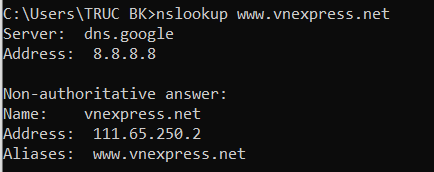 C:\Users\TRUC BK>nslookup www.vnexpress.net
Server:  dns.google
Address:  8.8.8.8

Non-authoritative answer:
Name:    vnexpress.net
Address:  111.65.250.2
Aliases:  www.vnexpress.net